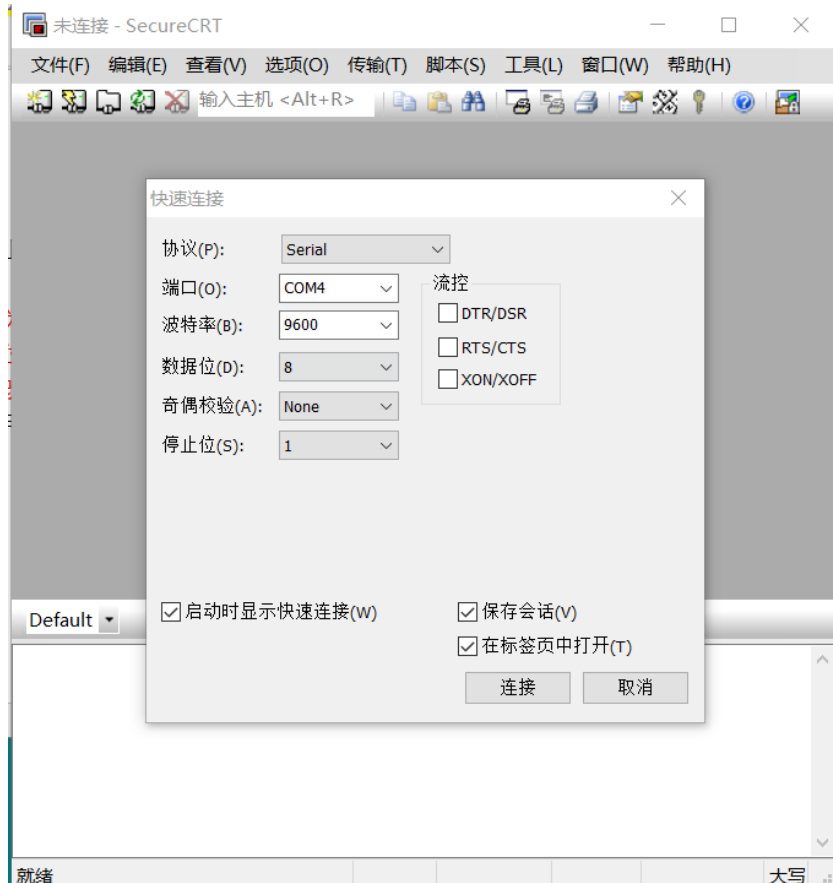 未连接 - SecureCRT
文件(F) 编辑(E) 查看(V) 选项(O) 传输(T) 脚本(S) 工具(L) 窗口(W) 帮助(H)
输入主机 <Alt+R>
快速连接
协议(P): Serial
端口(O): COM4
波特率(B): 9600
数据位(D): 8
奇偶校验(A): None
停止位(S): 1
流控
DTR/DSR
RTS/CTS
XON/XOFF
启动时显示快速连接(W)
保存会话(V)
在标签页中打开(T)
连接 取消
Default
就绪 大写